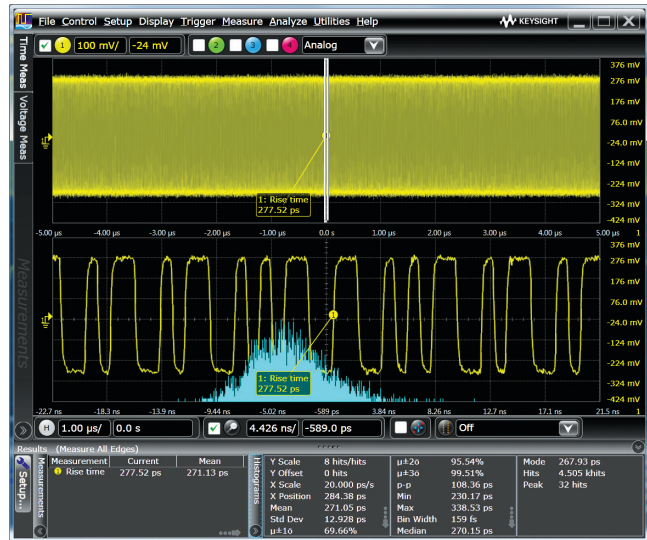 File Control Setup Display Trigger Measure Analyze Utilities Help
KEYSIGHT
1 100 mV/ -24 mV 2 3 4 Analog
Time Meas
Voltage Meas
Measurements
376 mV
276 mV
176 mV
76.0 mV
-24.0 mV
-124 mV
-224 mV
-324 mV
-424 mV
1: Rise time
277.52 ps
-5.00 µs -4.00 µs -3.00 µs -2.00 µs -1.00 µs 0.0 s 1.00 µs 2.00 µs 3.00 µs 4.00 µs 5.00 µs 1
376 mV
276 mV
176 mV
76.0 mV
-24.0 mV
-124 mV
-224 mV
-324 mV
-424 mV
1
1: Rise time
277.52 ps
-22.7 ns -18.3 ns -13.9 ns -9.44 ns -5.02 ns -589 ps 3.84 ns 8.26 ns 12.7 ns 17.1 ns 21.5 ns 1
H 1.00 µs/ 0.0 s 4.426 ns/ -589.0 ps Off
Results (Measure All Edges)
Setup...
Measurements
Measurement Current Mean
1 Rise time 277.52 ps 271.13 ps
Histograms
Y Scale 8 hits/hits µ±2σ 95.54% Mode 267.93 ps
Y Offset 0 hits µ±3σ 99.51% Hits 4.505 khits
X Scale 20.000 ps/s p-p 108.36 ps Peak 32 hits
X Position 284.38 ps Min 230.17 ps
Mean 271.05 ps Max 338.53 ps
Std Dev 12.928 ps Bin Width 159 fs
µ±1σ 69.66% Median 270.15 ps